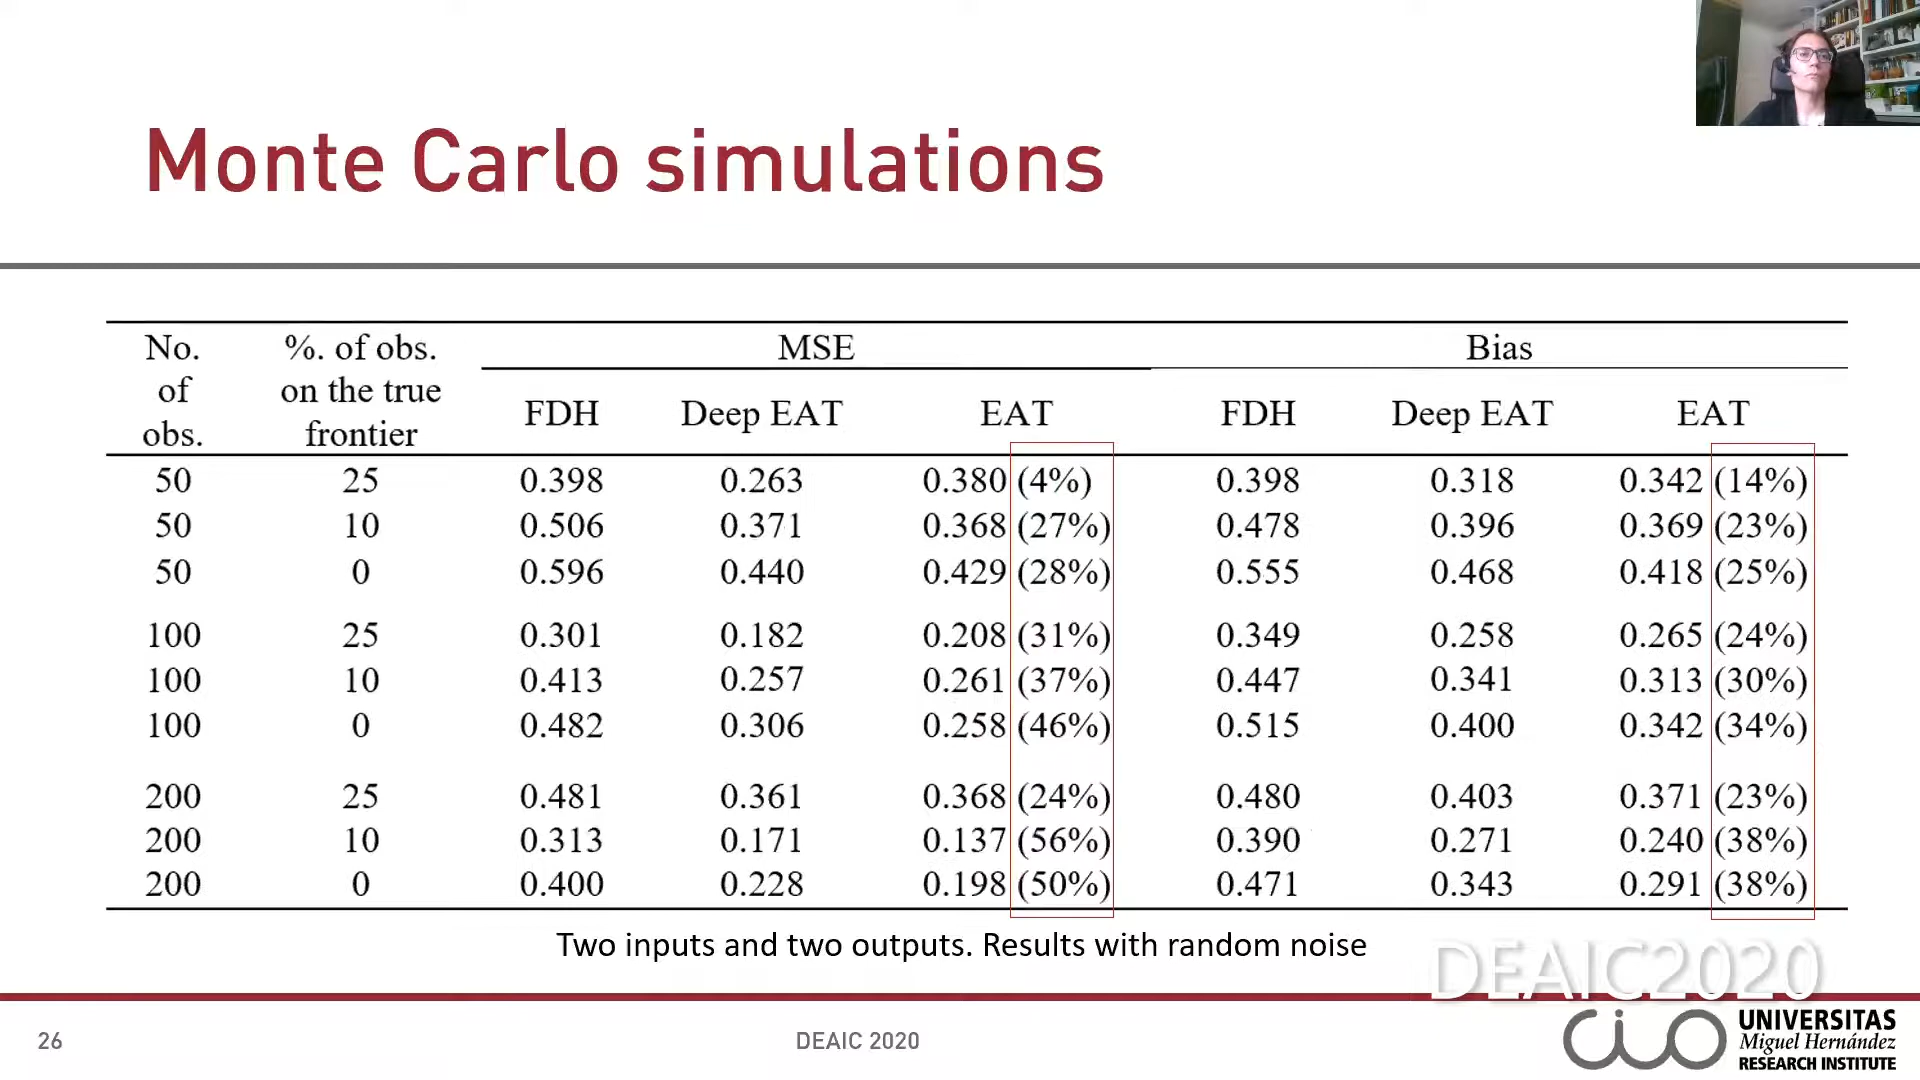 Monte Carlo simulations
No. of obs. %. of obs. on the true frontier MSE Bias
FDH Deep EAT EAT FDH Deep EAT EAT
50 25 0.398 0.263 0.380 (4%) 0.398 0.318 0.342 (14%)
50 10 0.506 0.371 0.368 (27%) 0.478 0.396 0.369 (23%)
50 0 0.596 0.440 0.429 (28%) 0.555 0.468 0.418 (25%)
100 25 0.301 0.182 0.208 (31%) 0.349 0.258 0.265 (24%)
100 10 0.413 0.257 0.261 (37%) 0.447 0.341 0.313 (30%)
100 0 0.482 0.306 0.258 (46%) 0.515 0.400 0.342 (34%)
200 25 0.481 0.361 0.368 (24%) 0.480 0.403 0.371 (23%)
200 10 0.313 0.171 0.137 (56%) 0.390 0.271 0.240 (38%)
200 0 0.400 0.228 0.198 (50%) 0.471 0.343 0.291 (38%)
Two inputs and two outputs. Results with random noise
DEAIC2020
26
DEAIC 2020
cio
UNIVERSITAS
Miguel Hernández
RESEARCH INSTITUTE